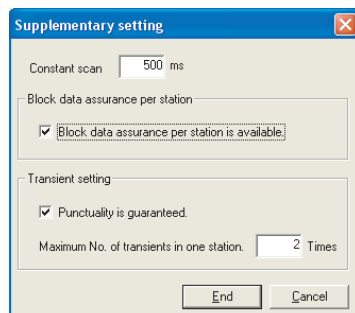 Supplementary setting
Constant scan 500 ms
Block data assurance per station
Block data assurance per station is available.
Transient setting
Punctuality is guaranteed.
Maximum No. of transients in one station. 2 Times
End Cancel